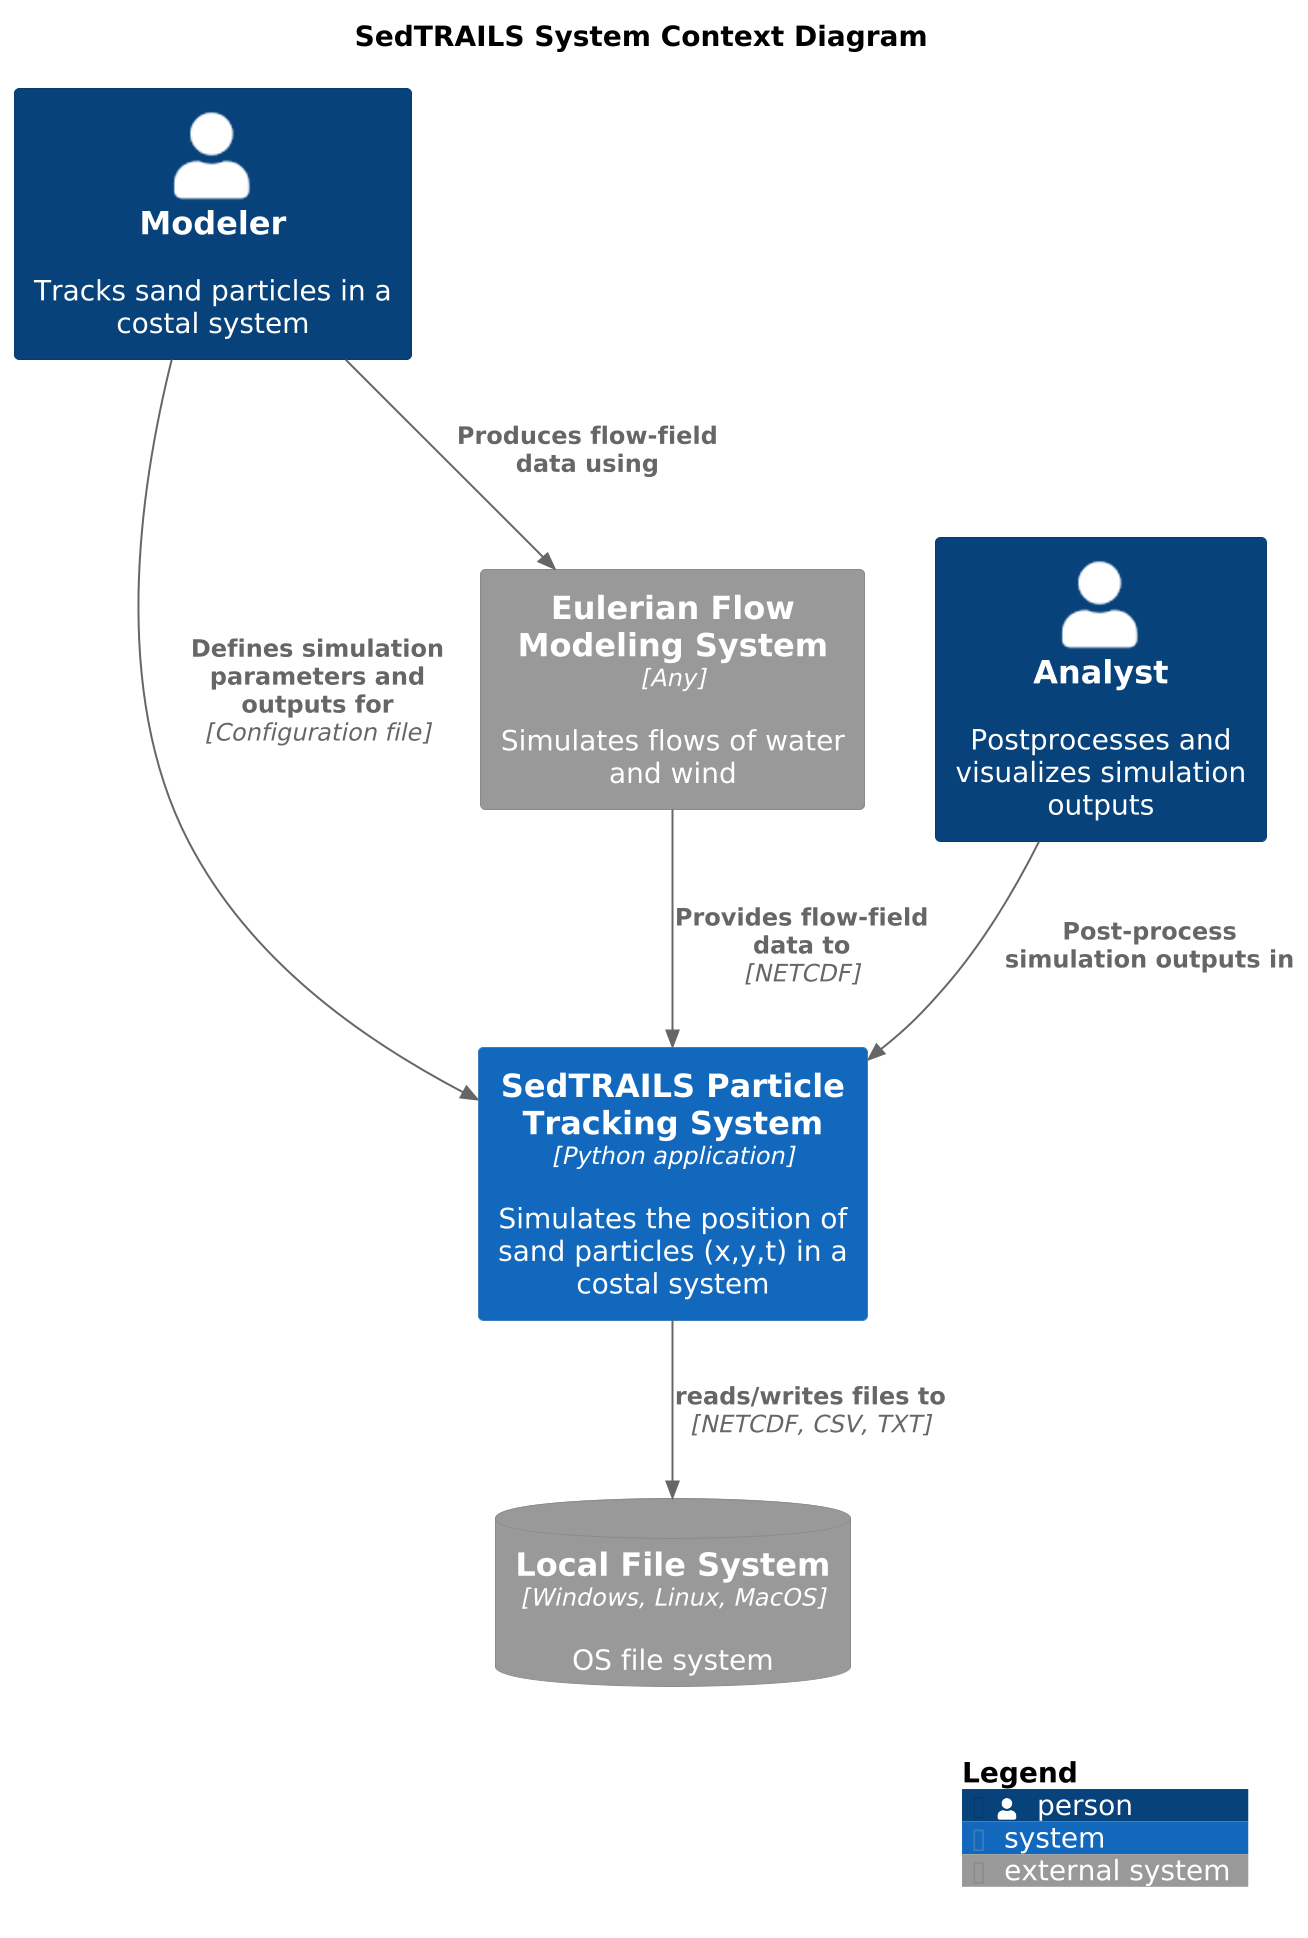 SedTRAILS System Context Diagram
Modeler
Tracks sand particles in a
costal system
Produces flow-field
data using
Defines simulation
parameters and
outputs for
[Configuration file]
Eulerian Flow
Modeling System
[Any]
Simulates flows of water
and wind
Analyst
Postprocesses and
visualizes simulation
outputs
Provides flow-field
data to
[NETCDF]
Post-process
simulation outputs in
SedTRAILS Particle
Tracking System
[Python application]
Simulates the position of
sand particles (x,y,t) in a
costal system
reads/writes files to
[NETCDF, CSV, TXT]
Local File System
[Windows, Linux, MacOS]
OS file system
Legend
person
system
external system